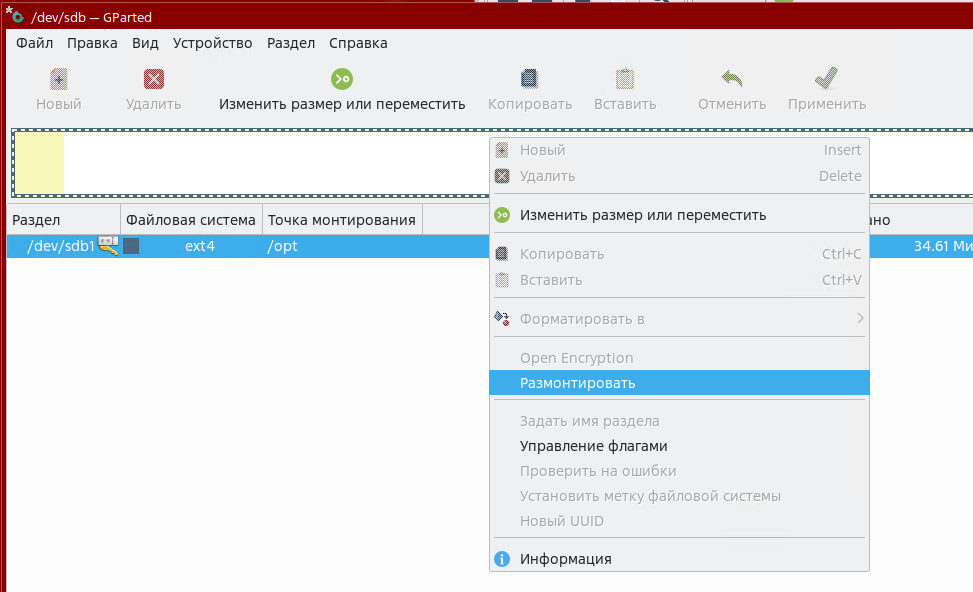 /dev/sdb — GParted
Файл Правка Вид Устройство Раздел Справка
Новый Удалить Изменить размер или переместить Копировать Вставить Отменить Применить
Раздел Файловая система Точка монтирования
/dev/sdb1 ext4 /opt 34.61
Новый Insert
Удалить Delete
Изменить размер или переместить
Копировать Ctrl+C
Вставить Ctrl+V
Форматировать в
Open Encryption
Размонтировать
Задать имя раздела
Управление флагами
Проверить на ошибки
Установить метку файловой системы
Новый UUID
Информация